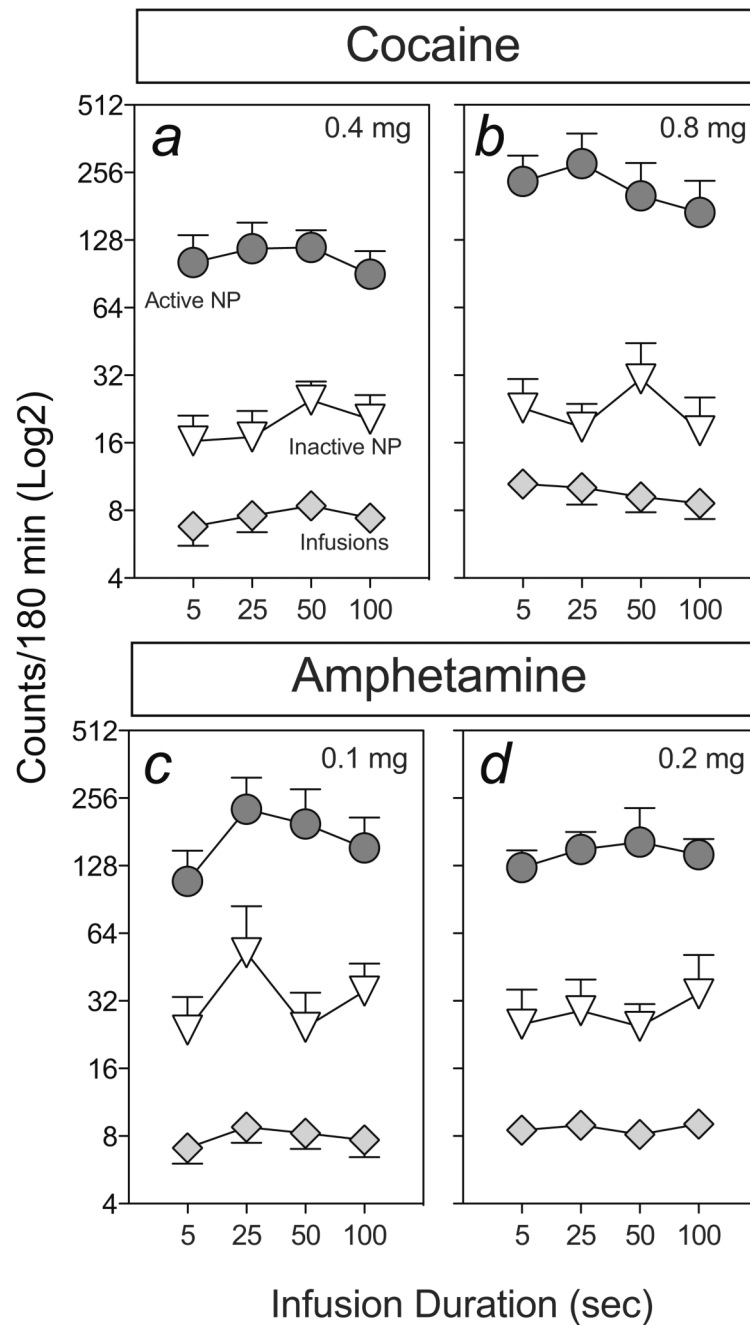 Cocaine
Counts/180 min (Log2)
a 0.4 mg
b 0.8 mg
512
256
128
64
32
16
8
4
Active NP
Inactive NP
Infusions
5 25 50 100
5 25 50 100
Amphetamine
c 0.1 mg
d 0.2 mg
512
256
128
64
32
16
8
4
5 25 50 100
5 25 50 100
Infusion Duration (sec)